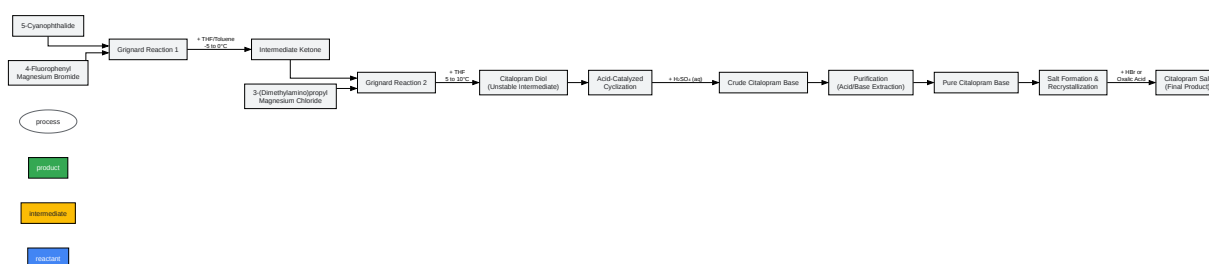 5-Cyanophthalide
4-Fluorophenyl
Magnesium Bromide
Grignard Reaction 1
+ THF/Toluene
-5 to 0°C
Intermediate Ketone
3-(Dimethylamino)propyl
Magnesium Chloride
Grignard Reaction 2
+ THF
5 to 10°C
Citalopram Diol
(Unstable Intermediate)
Acid-Catalyzed
Cyclization
+ H₂SO₄ (aq)
Crude Citalopram Base
Purification
(Acid/Base Extraction)
Pure Citalopram Base
Salt Formation &
Recrystallization
+ HBr or
Oxalic Acid
Citalopram Sal
(Final Product)
process
product
intermediate
reactant